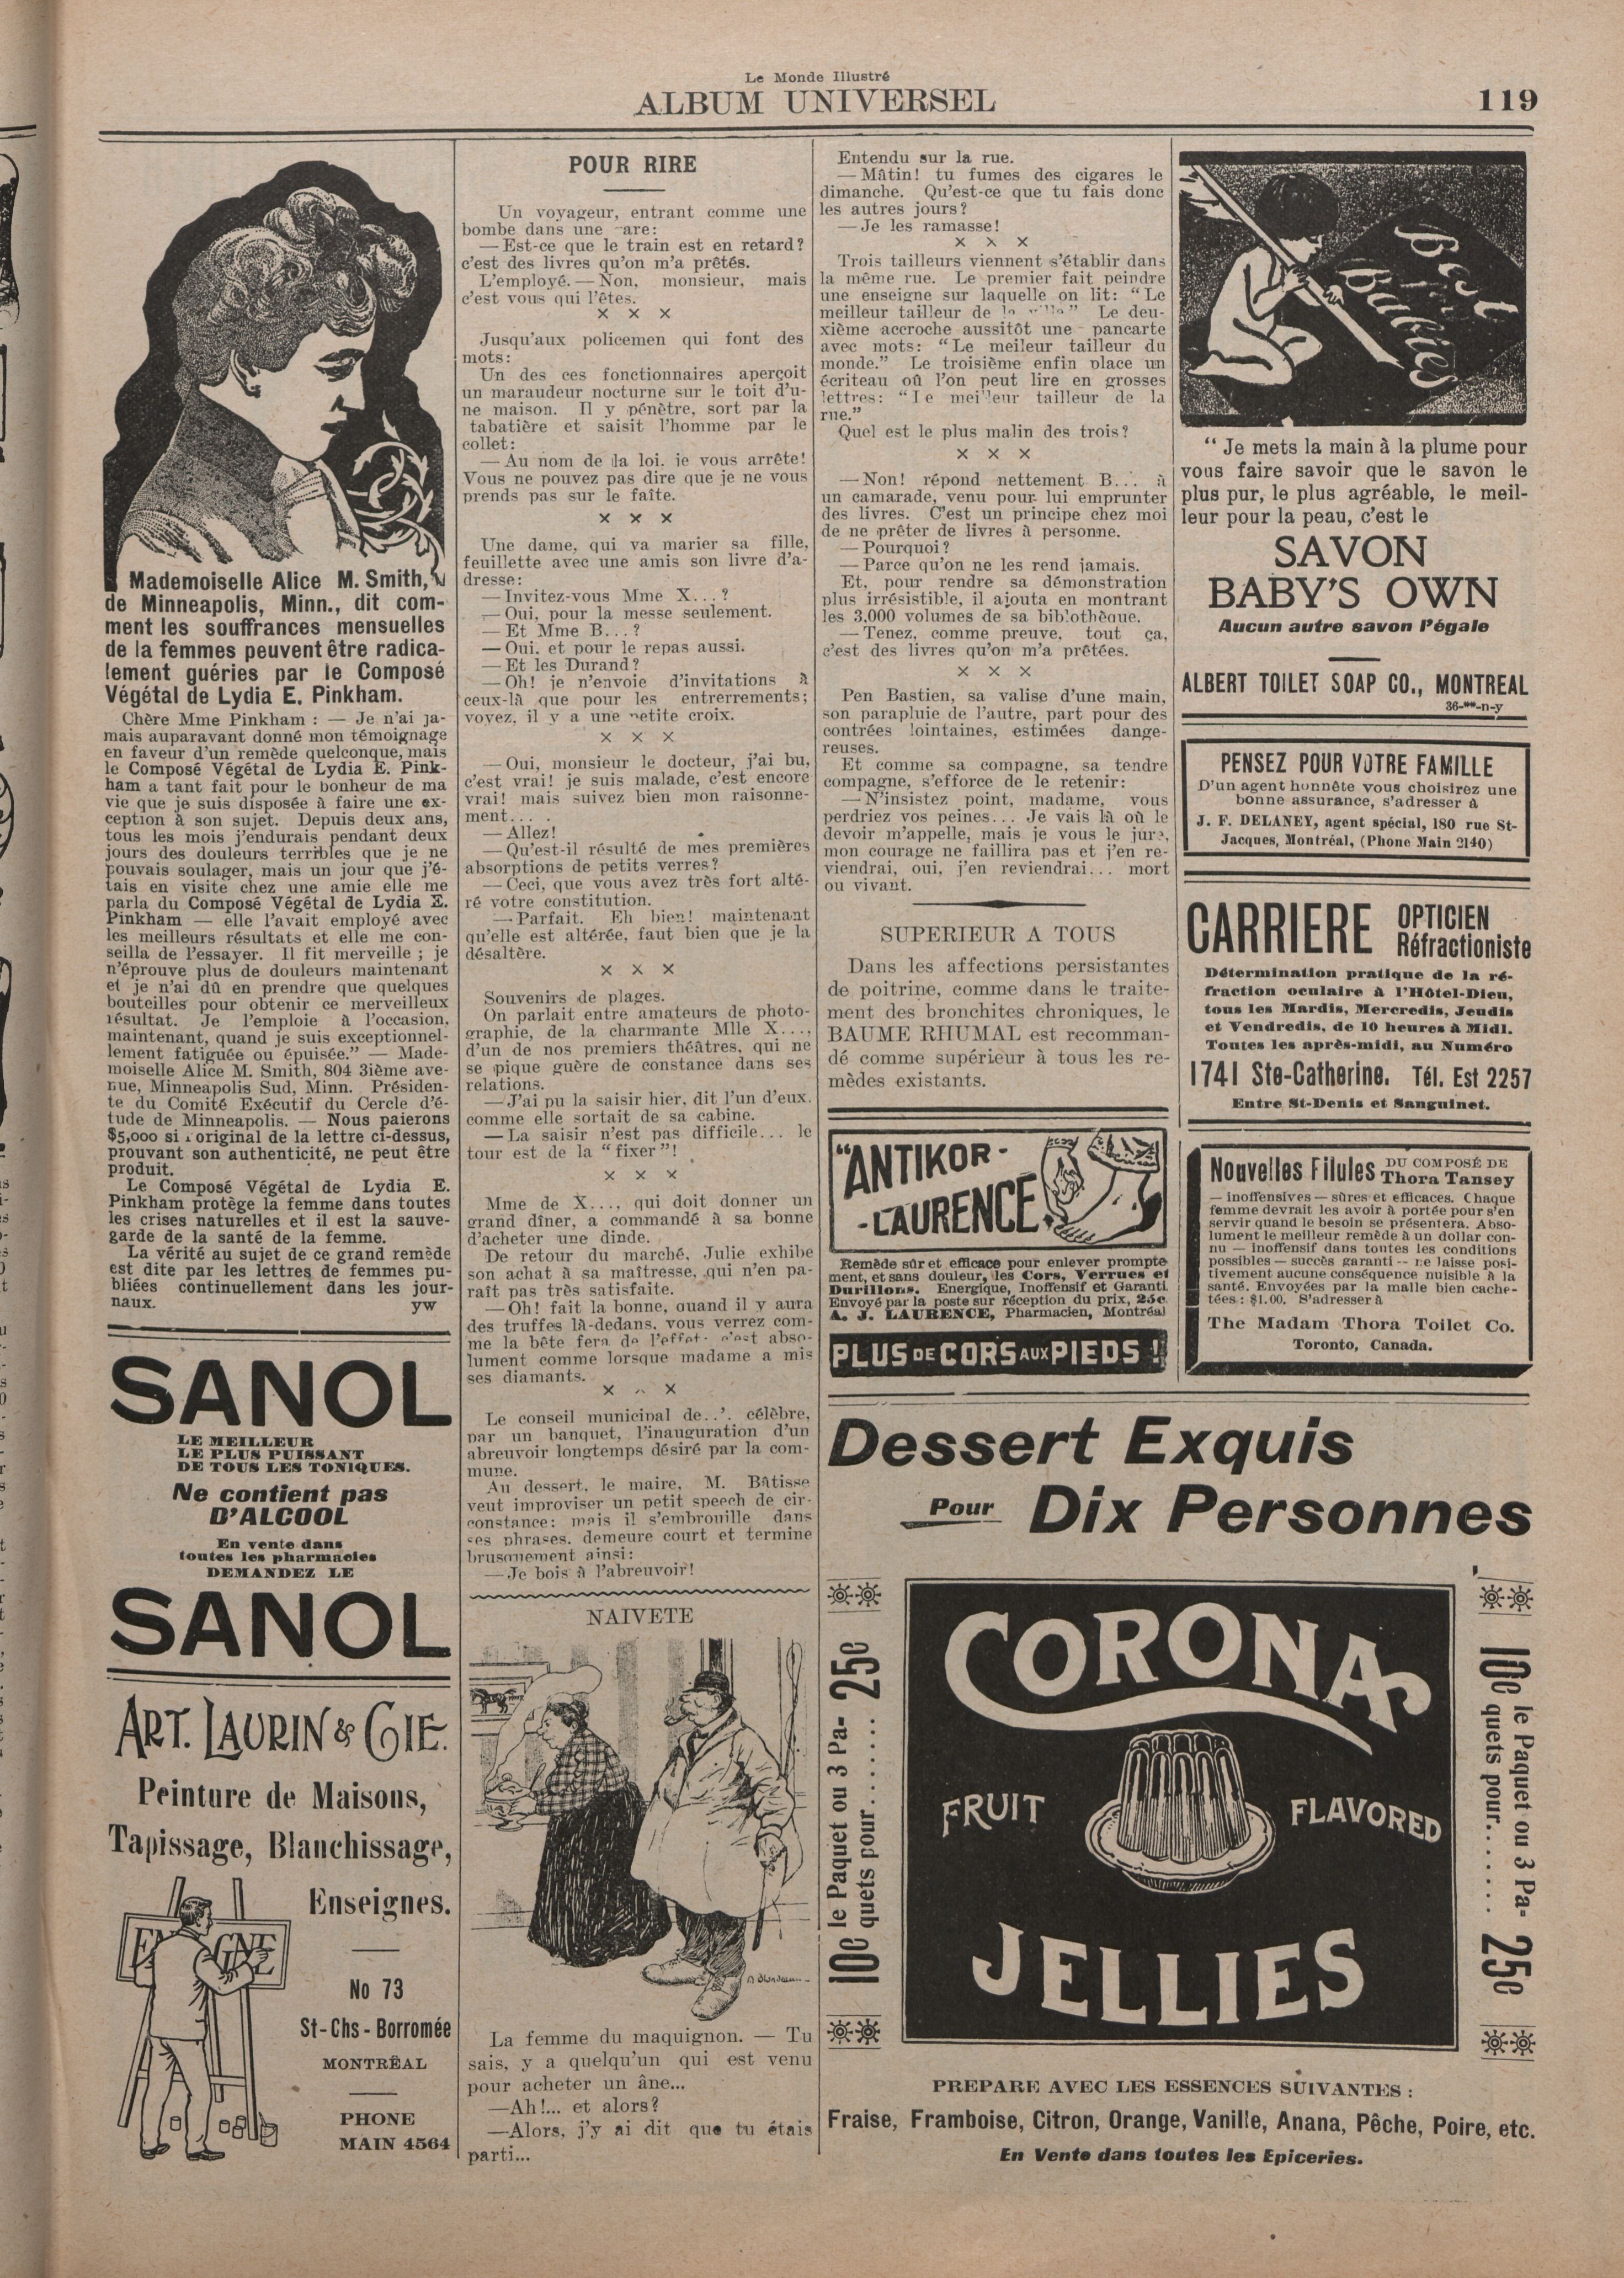 Le Monde Illustré
ALBUM UNIVERSEL
119
Mademoiselle Alice M. Smith,
de Minneapolis, Minn., dit com-
ment les souffrances mensuelles
de la femmes peuvent être radica-
lement guéries par le Composé
Végétal de Lydia E. Pinkham.
Chère Mme Pinkham : — Je n'ai ja-
mais auparavant donné mon témoignage
en faveur d'un remède quelconque, mais
le Composé Végétal de Lydia E. Pink-
ham a tant fait pour le bonheur de ma
vie que je suis disposée à faire une ex-
ception à son sujet. Depuis deux ans,
tous les mois j'endurais pendant deux
jours des douleurs terribles que je ne
pouvais soulager, mais un jour que j'é-
tais en visite chez une amie elle me
parla du Composé Végétal de Lydia E.
Pinkham — elle l'avait employé avec
les meilleurs résultats et elle me con-
seilla de l'essayer. Il fit merveille ; je
n'éprouve plus de douleurs maintenant
et je n'ai dû en prendre que quelques
bouteilles pour obtenir ce merveilleux
résultat. Je l'emploie à l'occasion,
maintenant, quand je suis exceptionnel-
lement fatiguée ou épuisée." — Made-
moiselle Alice M. Smith, 804 3ième ave-
nue, Minneapolis Sud, Minn. Présiden-
te du Comité Exécutif du Cercle d'é-
tude de Minneapolis. — Nous paierons
$5,000 si l'original de la lettre ci-dessus,
prouvant son authenticité, ne peut être
produit.
Le Composé Végétal de Lydia E.
Pinkham protège la femme dans toutes
les crises naturelles et il est la sauve-
garde de la santé de la femme.
La vérité au sujet de ce grand remède
est dite par les lettres de femmes pu-
bliées continuellement dans les jour-
naux. yw
SANOL
LE MEILLEUR
LE PLUS PUISSANT
DE TOUS LES TONIQUES.
Ne contient pas
D'ALCOOL
En vente dans
toutes les pharmacies
DEMANDEZ LE
SANOL
ART. LAURIN & CIE.
Peinture de Maisons,
Tapissage, Blanchissage,
Enseignes.
No 73
St-Chs-Borromée
MONTRÉAL
PHONE
MAIN 4564
POUR RIRE
Un voyageur, entrant comme une
bombe dans une are:
— Est-ce que le train est en retard?
c'est des livres qu'on m'a prêtés.
L'employé. — Non, monsieur, mais
c'est vous qui l'êtes.
× × ×
Jusqu'aux policemen qui font des
mots:
Un des ces fonctionnaires aperçoit
un maraudeur nocturne sur le toit d'u-
ne maison. Il y pénètre, sort par la
tabatière et saisit l'homme par le
collet:
— Au nom de la loi. je vous arrête!
Vous ne pouvez pas dire que je ne vous
prends pas sur le faîte.
× × ×
Une dame, qui va marier sa fille,
feuillette avec une amis son livre d'a-
dresse:
— Invitez-vous Mme X...?
— Oui, pour la messe seulement.
— Et Mme B...?
— Oui. et pour le repas aussi.
— Et les Durand?
— Oh! je n'envoie d'invitations à
ceux-là que pour les entrerrements;
voyez, il y a une petite croix.
× × ×
— Oui, monsieur le docteur, j'ai bu,
c'est vrai! je suis malade, c'est encore
vrai! mais suivez bien mon raisonne-
ment....
— Allez!
— Qu'est-il résulté de mes premières
absorptions de petits verres?
— Ceci, que vous avez très fort alté-
ré votre constitution.
— Parfait. Eh bien! maintenant
qu'elle est altérée, faut bien que je la
désaltère.
× × ×
Souvenirs de plages.
On parlait entre amateurs de photo-
graphie, de la charmante Mlle X...,
d'un de nos premiers théâtres, qui ne
se pique guère de constance dans ses
relations.
— J'ai pu la saisir hier, dit l'un d'eux.
comme elle sortait de sa cabine.
— La saisir n'est pas difficile... le
tour est de la "fixer"!
× × ×
Mme de X..., qui doit donner un
grand dîner, a commandé à sa bonne
d'acheter une dinde.
De retour du marché, Julie exhibe
son achat à sa maîtresse, qui n'en pa-
raît pas très satisfaite.
— Oh! fait la bonne, quand il y aura
des truffes là-dedans, vous verrez com-
me la bête fera de l'effet: c'est abso-
lument comme lorsque madame a mis
ses diamants.
× × ×
Le conseil municipal de... célèbre,
par un banquet, l'inauguration d'un
abreuvoir longtemps désiré par la com-
mune.
Au dessert, le maire, M. Bâtisse
veut improviser un petit speech de cir-
constance: mais il s'embrouille dans
ses phrases, demeure court et termine
brusquement ainsi:
— Je bois à l'abreuvoir!
NAIVETE
La femme du maquignon. — Tu
sais, y a quelqu'un qui est venu
pour acheter un âne...
—Ah!... et alors?
—Alors, j'y ai dit que tu étais
parti...
Entendu sur la rue.
— Mâtin! tu fumes des cigares le
dimanche. Qu'est-ce que tu fais donc
les autres jours?
— Je les ramasse!
× × ×
Trois tailleurs viennent s'établir dans
la même rue. Le premier fait peindre
une enseigne sur laquelle on lit: "Le
meilleur tailleur de la ville" Le deu-
xième accroche aussitôt une pancarte
avec mots: "Le meileur tailleur du
monde." Le troisième enfin place un
écriteau où l'on peut lire en grosses
lettres: "Le meilleur tailleur de la
rue."
Quel est le plus malin des trois?
× × ×
— Non! répond nettement B... à
un camarade, venu pour lui emprunter
des livres. C'est un principe chez moi
de ne prêter de livres à personne.
— Pourquoi?
— Parce qu'on ne les rend jamais.
Et, pour rendre sa démonstration
plus irrésistible, il ajouta en montrant
les 3,000 volumes de sa bibliothèque.
— Tenez, comme preuve, tout ça,
c'est des livres qu'on m'a prêtées.
× × ×
Pen Bastien, sa valise d'une main,
son parapluie de l'autre, part pour des
contrées lointaines, estimées dange-
reuses.
Et comme sa compagne, sa tendre
compagne, s'efforce de le retenir:
— N'insistez point, madame, vous
perdriez vos peines... Je vais là où le
devoir m'appelle, mais je vous le jure,
mon courage ne faillira pas et j'en re-
viendrai, oui, j'en reviendrai... mort
ou vivant.
SUPERIEUR A TOUS
Dans les affections persistantes
de poitrine, comme dans le traite-
ment des bronchites chroniques, le
BAUME RHUMAL est recomman-
dé comme supérieur à tous les re-
mèdes existants.
"ANTIKOR-
-LAURENCE
Remède sûr et efficace pour enlever prompte
ment, et sans douleur, les Cors, Verrues et
Durillons. Energique, Inoffensif et Garanti
Envoyé par la poste sur réception du prix, 25c
A. J. LAURENCE, Pharmacien, Montréal
PLUS DE CORS AUX PIEDS !
Best
for
Babies
"Je mets la main à la plume pour
vous faire savoir que le savon le
plus pur, le plus agréable, le meil-
leur pour la peau, c'est le
SAVON
BABY'S OWN
Aucun autre savon l'égale
ALBERT TOILET SOAP CO., MONTREAL
36-**-n-y
PENSEZ POUR VOTRE FAMILLE
D'un agent honnête vous choisirez une
bonne assurance, s'adresser à
J. F. DELANEY, agent spécial, 180 rue St-
Jacques, Montréal, (Phone Main 2140)
CARRIERE OPTICIEN
Réfractioniste
Détermination pratique de la ré-
fraction oculaire à l'Hôtel-Dieu,
tous les Mardis, Mercredis, Jeudis
et Vendredis, de 10 heures à Midi.
Toutes les après-midi, au Numéro
1741 Ste-Catherine. Tél. Est 2257
Entre St-Denis et Sanguinet.
Nouvelles Pilules DU COMPOSÉ DE
Thora Tansey
— inoffensives — sûres et efficaces. Chaque
femme devrait les avoir à portée pour s'en
servir quand le besoin se présentera. Abso-
lument le meilleur remède à un dollar con-
nu — inoffensif dans toutes les conditions
possibles — succès garanti -- ne laisse posi-
tivement aucune conséquence nuisible à la
santé. Envoyées par la malle bien cache-
tées: $1.00. S'adresser à
The Madam Thora Toilet Co.
Toronto, Canada.
Dessert Exquis
Pour Dix Personnes
10c le Paquet ou 3 Pa-
quets pour....... 25c
CORONA
FRUIT FLAVORED
JELLIES
10c le Paquet ou 3 Pa-
quets pour....... 25c
PREPARE AVEC LES ESSENCES SUIVANTES :
Fraise, Framboise, Citron, Orange, Vanille, Anana, Pêche, Poire, etc.
En Vente dans toutes les Epiceries.